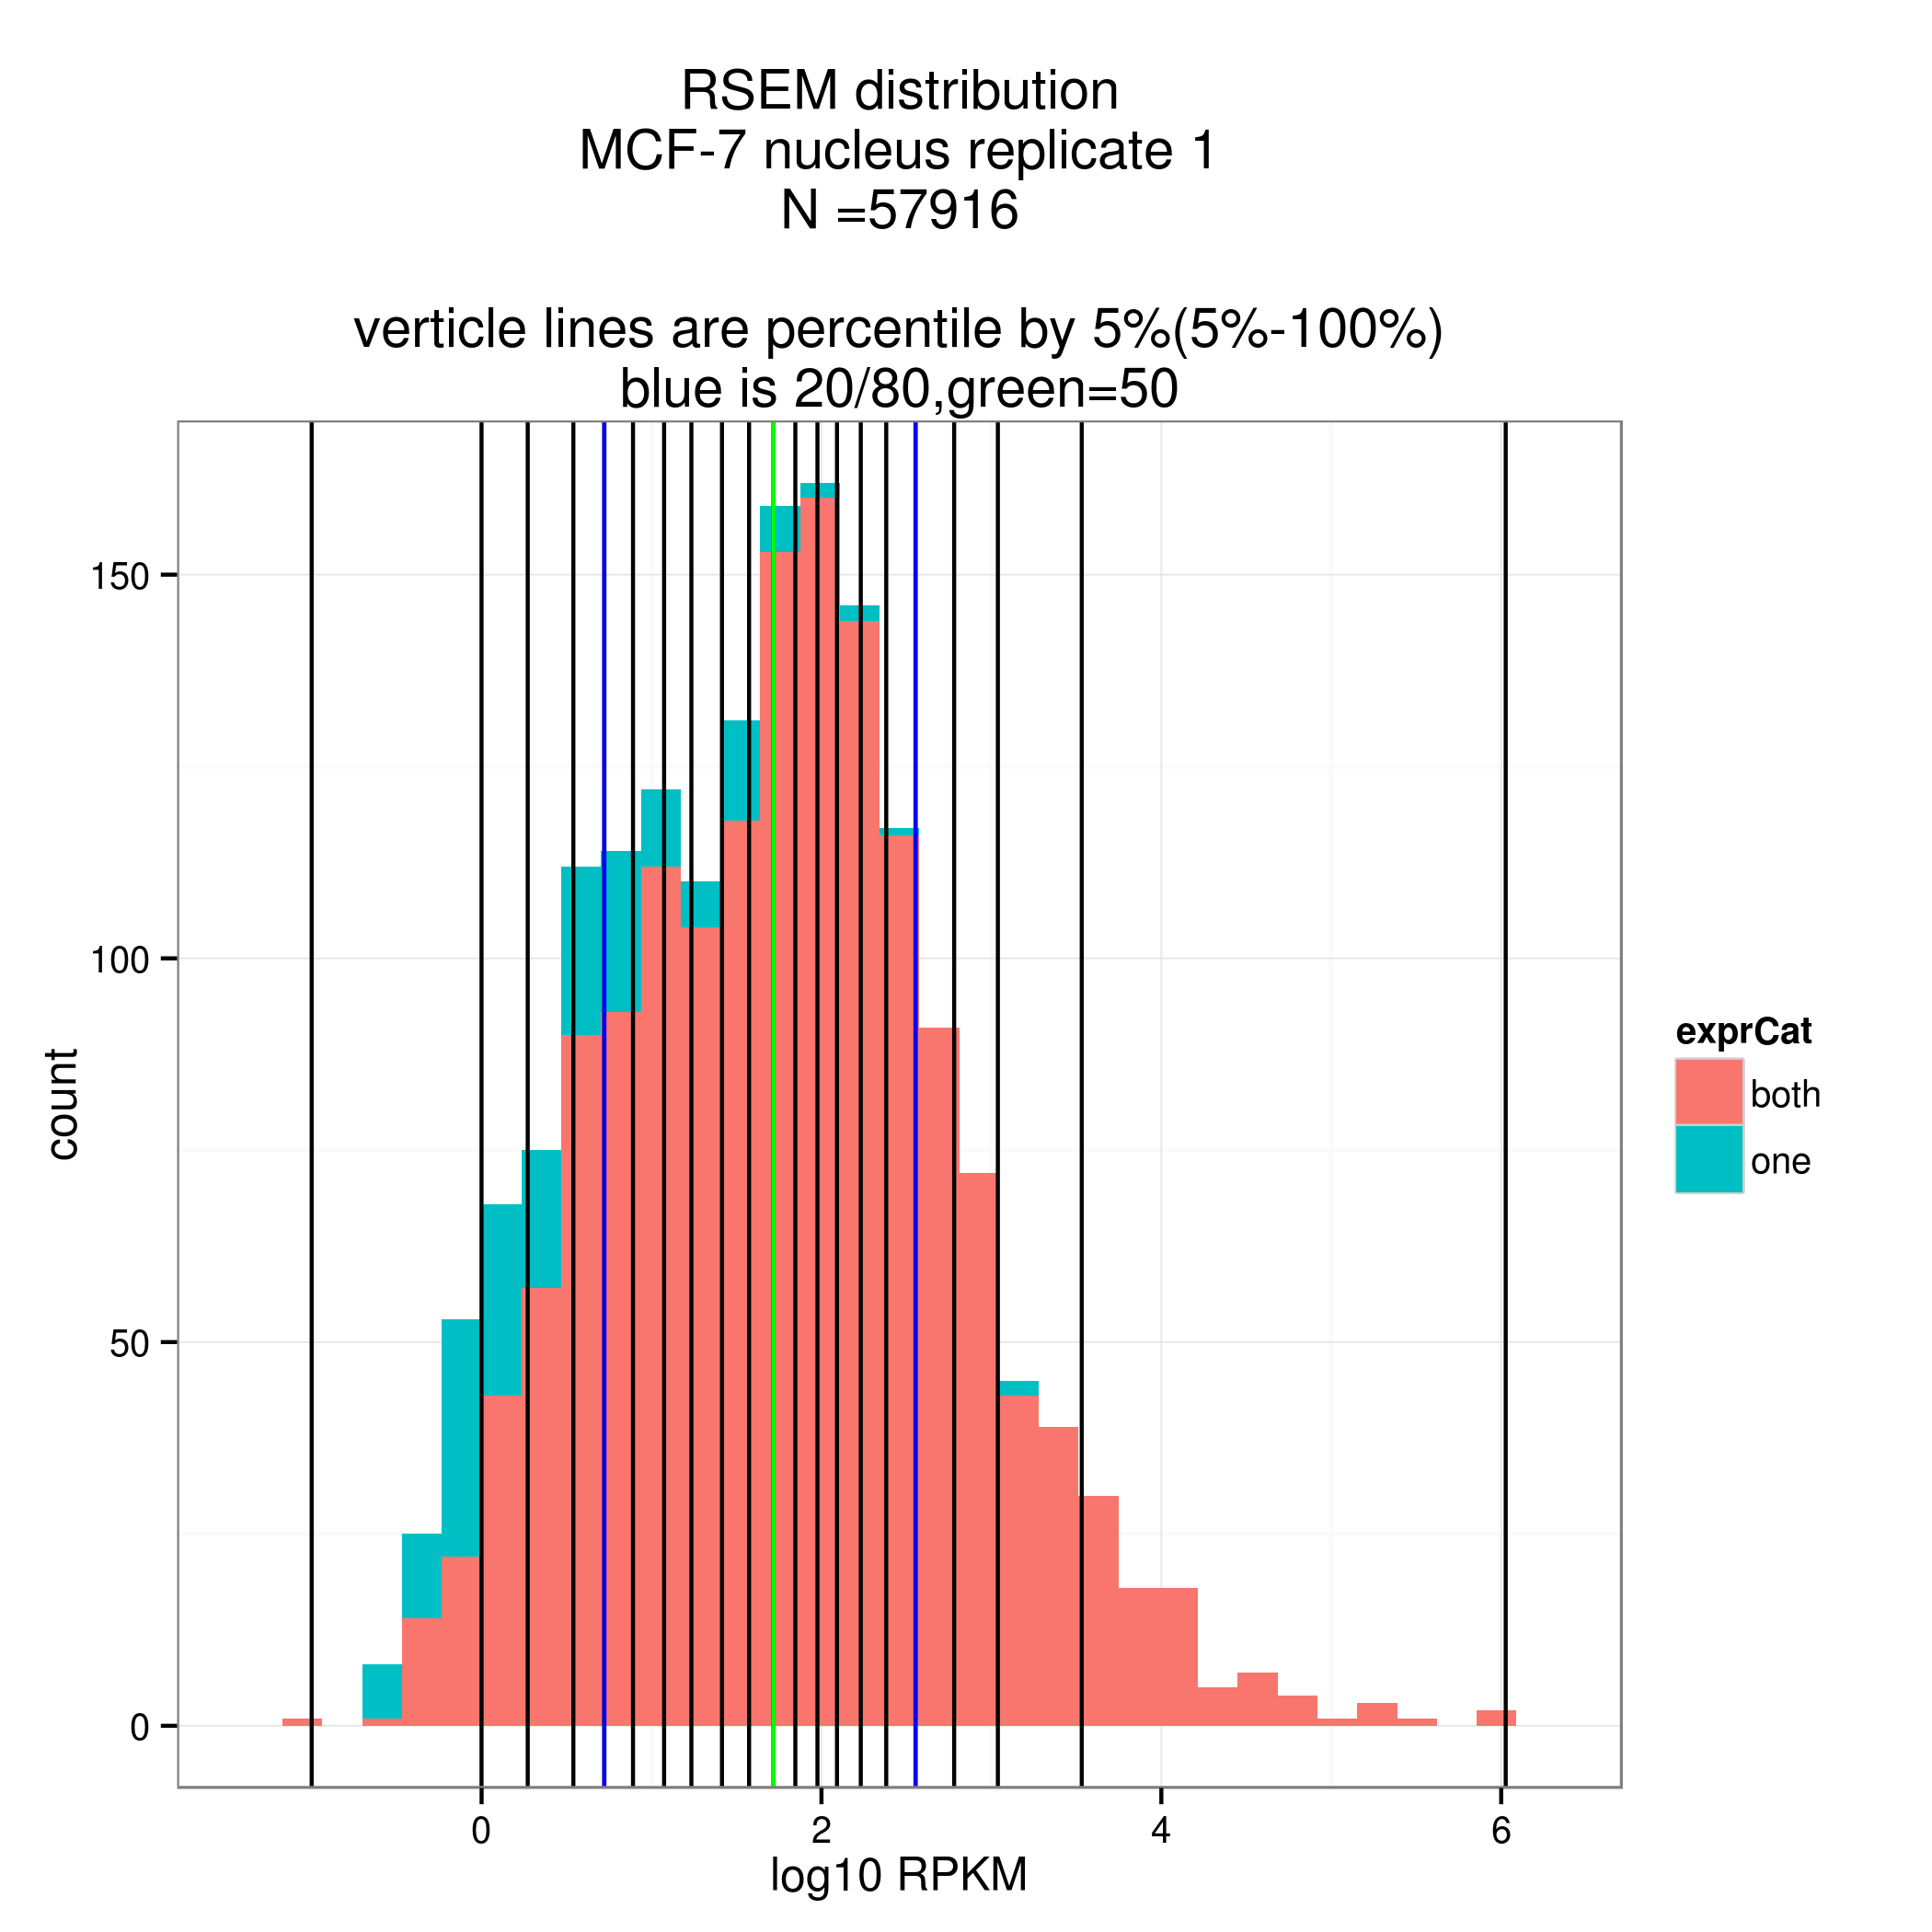 RSEM distribution
MCF-7 nucleus replicate 1
N =57916
verticle lines are percentile by 5%(5%-100%)
blue is 20/80,green=50
150
100
50
0
count
0 2 4 6
log10 RPKM
exprCat
both
one